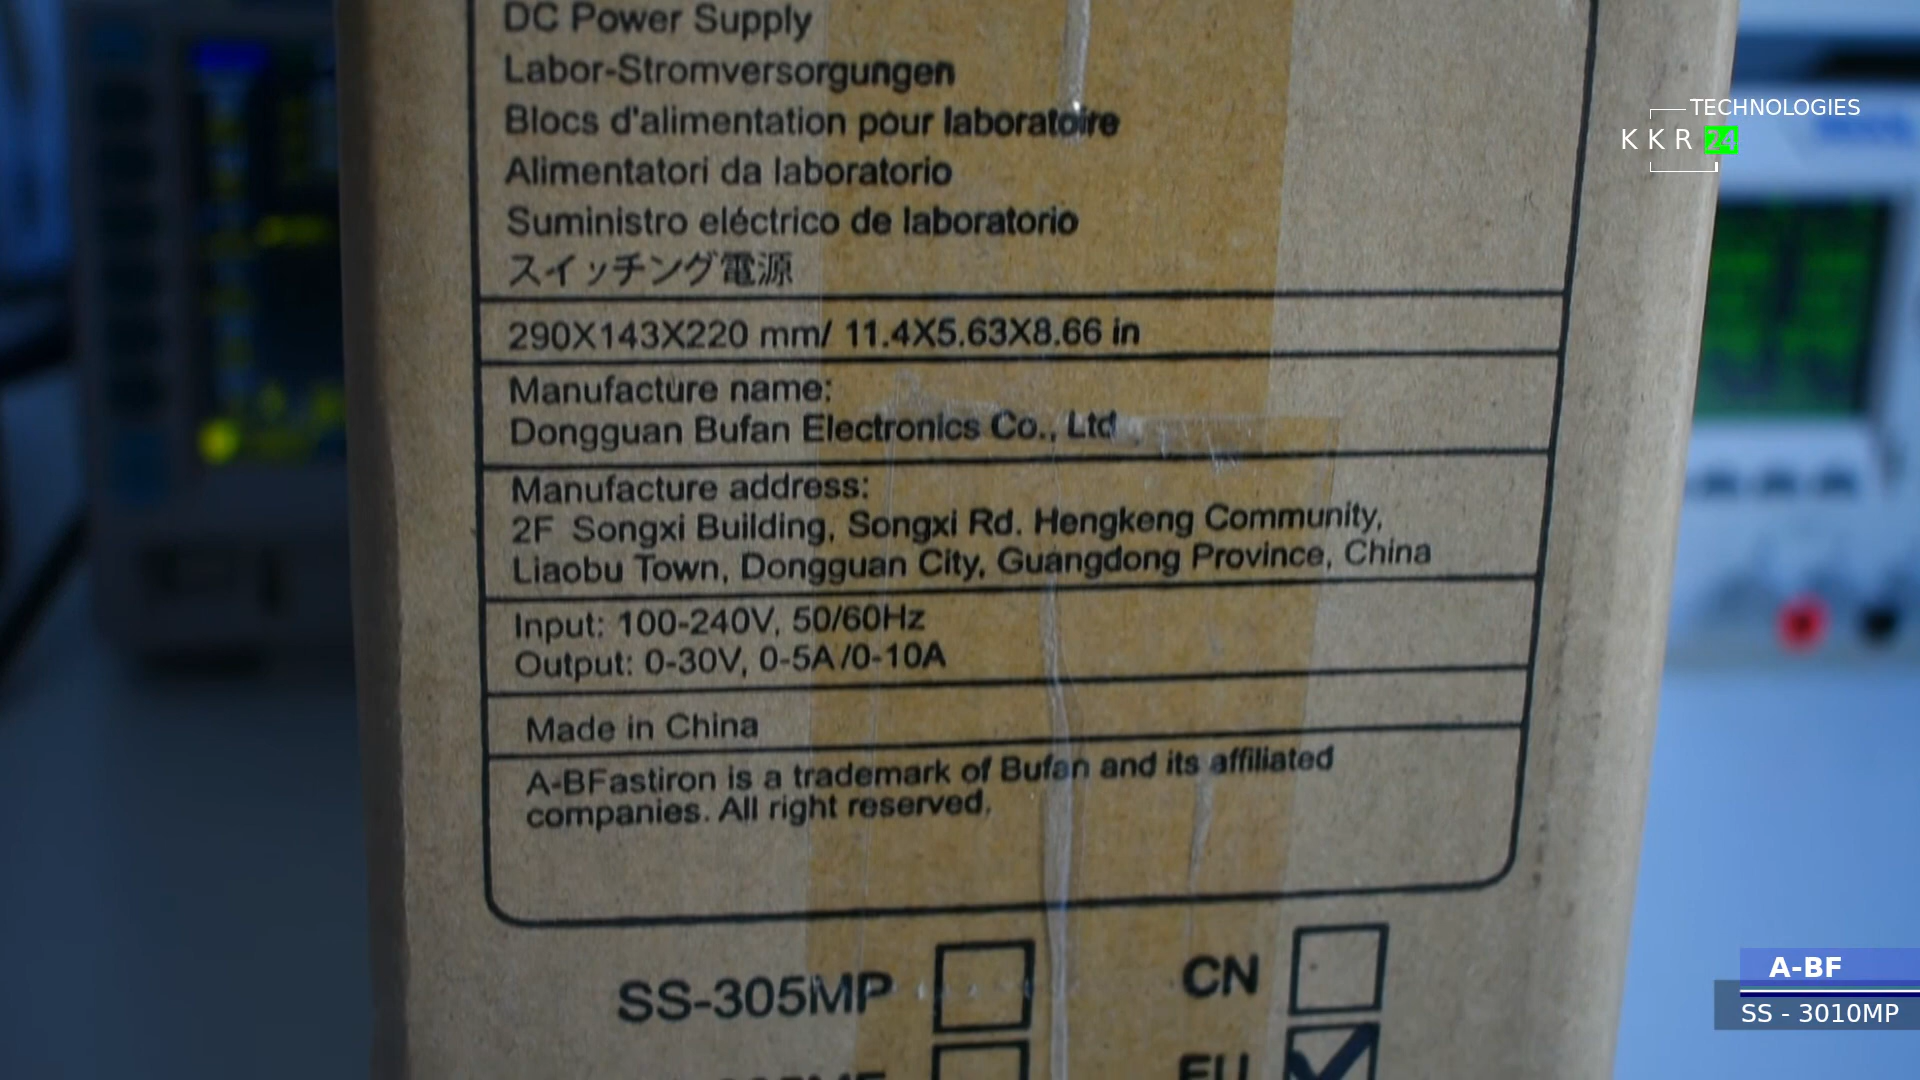 DC Power Supply
Labor-Stromversorgungen
Blocs d'alimentation pour laboratoire
Alimentatori da laboratorio
Suministro eléctrico de laboratorio
スイッチング電源
290X143X220 mm/ 11.4X5.63X8.66 in
Manufacture name:
Dongguan Bufan Electronics Co., Ltd
Manufacture address:
2F Songxi Building, Songxi Rd. Hengkeng Community,
Liaobu Town, Dongguan City, Guangdong Province, China
Input: 100-240V, 50/60Hz
Output: 0-30V, 0-5A/0-10A
Made in China
A-BFastiron is a trademark of Bufan and its affiliated
companies. All right reserved.
SS-305MP
CN
EU
TECHNOLOGIES
KKR 24
A-BF
SS - 3010MP